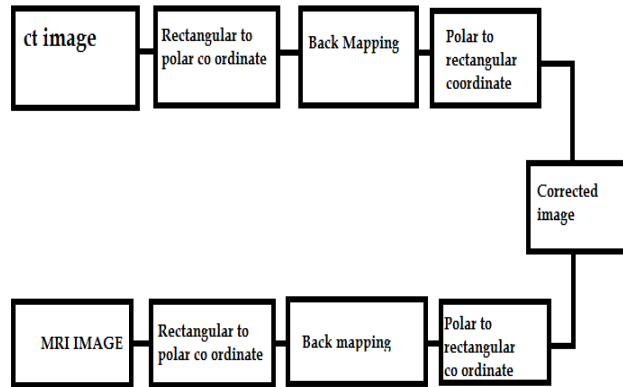 ct image
Rectangular to
polar co ordinate
Back Mapping
Polar to
rectangular
coordinate
Corrected
image
MRI IMAGE
Rectangular to
polar co ordinate
Back mapping
Polar to
rectangular
co ordinate